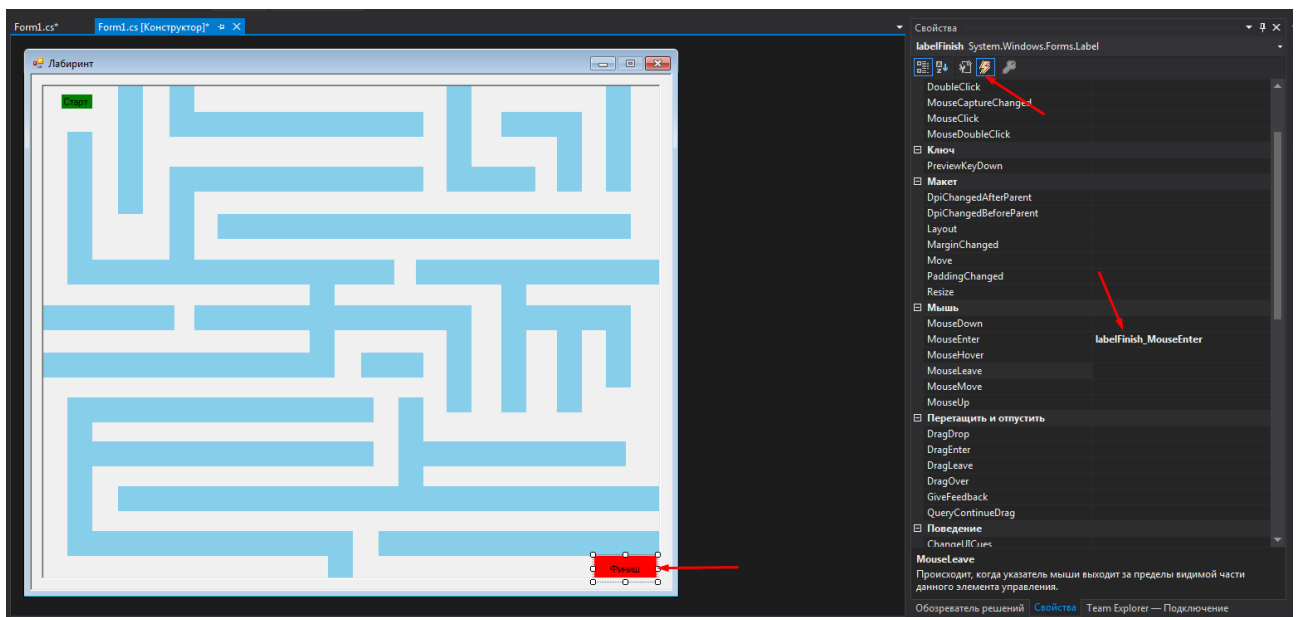 Form1.cs*
Form1.cs [Конструктор]*
Лабиринт
Старт
Финиш
Свойства
labelFinish System.Windows.Forms.Label
DoubleClick
MouseCaptureChanged
MouseClick
MouseDoubleClick
Ключ
PreviewKeyDown
Макет
DpiChangedAfterParent
DpiChangedBeforeParent
Layout
MarginChanged
Move
PaddingChanged
Resize
Мышь
MouseDown
MouseEnter labelFinish_MouseEnter
MouseHover
MouseLeave
MouseMove
MouseUp
Перетащить и отпустить
DragDrop
DragEnter
DragLeave
DragOver
GiveFeedback
QueryContinueDrag
Поведение
ChangeUICues
MouseLeave
Происходит, когда указатель мыши выходит за пределы видимой части
данного элемента управления.
Обозреватель решений Свойства Team Explorer — Подключение